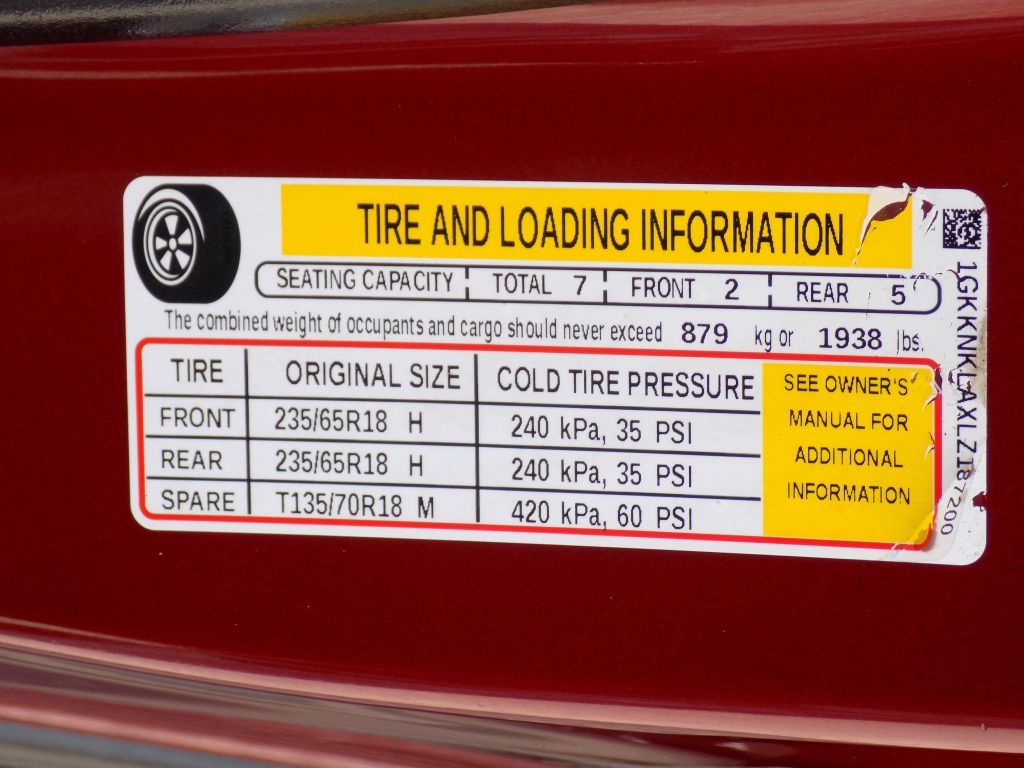 TIRE AND LOADING INFORMATION
SEATING CAPACITY TOTAL 7 FRONT 2 REAR 5
The combined weight of occupants and cargo should never exceed 879 kg or 1938 lbs.
TIRE ORIGINAL SIZE COLD TIRE PRESSURE
FRONT 235/65R18 H 240 kPa, 35 PSI
REAR 235/65R18 H 240 kPa, 35 PSI
SPARE T135/70R18 M 420 kPa, 60 PSI
SEE OWNER'S
MANUAL FOR
ADDITIONAL
INFORMATION
1GKKNKLAXLZ187200